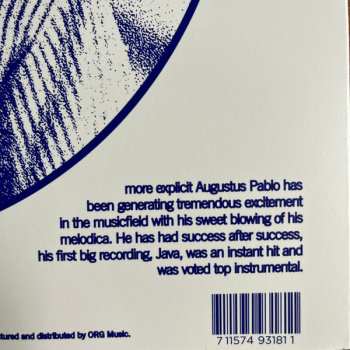 more explicit Augustus Pablo has
been generating tremendous excitement
in the musicfield with his sweet blowing of his
melodica. He has had success after success,
his first big recording, Java, was an instant hit and
was voted top instrumental.
and distributed by ORG Music.
7 11574 93181 1